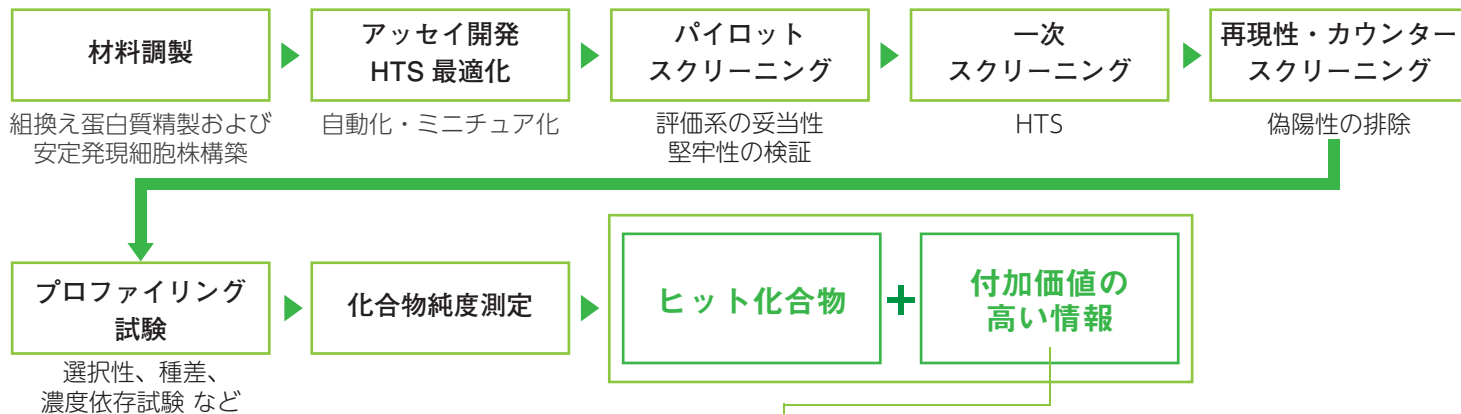 材料調製
組換え蛋白質精製および
安定発現細胞株構築
アッセイ開発
HTS 最適化
自動化・ミニチュア化
パイロット
スクリーニング
評価系の妥当性
堅牢性の検証
一次
スクリーニング
HTS
再現性・カウンター
スクリーニング
偽陽性の排除
プロファイリング
試験
選択性、種差、
濃度依存試験 など
化合物純度測定
ヒット化合物
+
付加価値の
高い情報